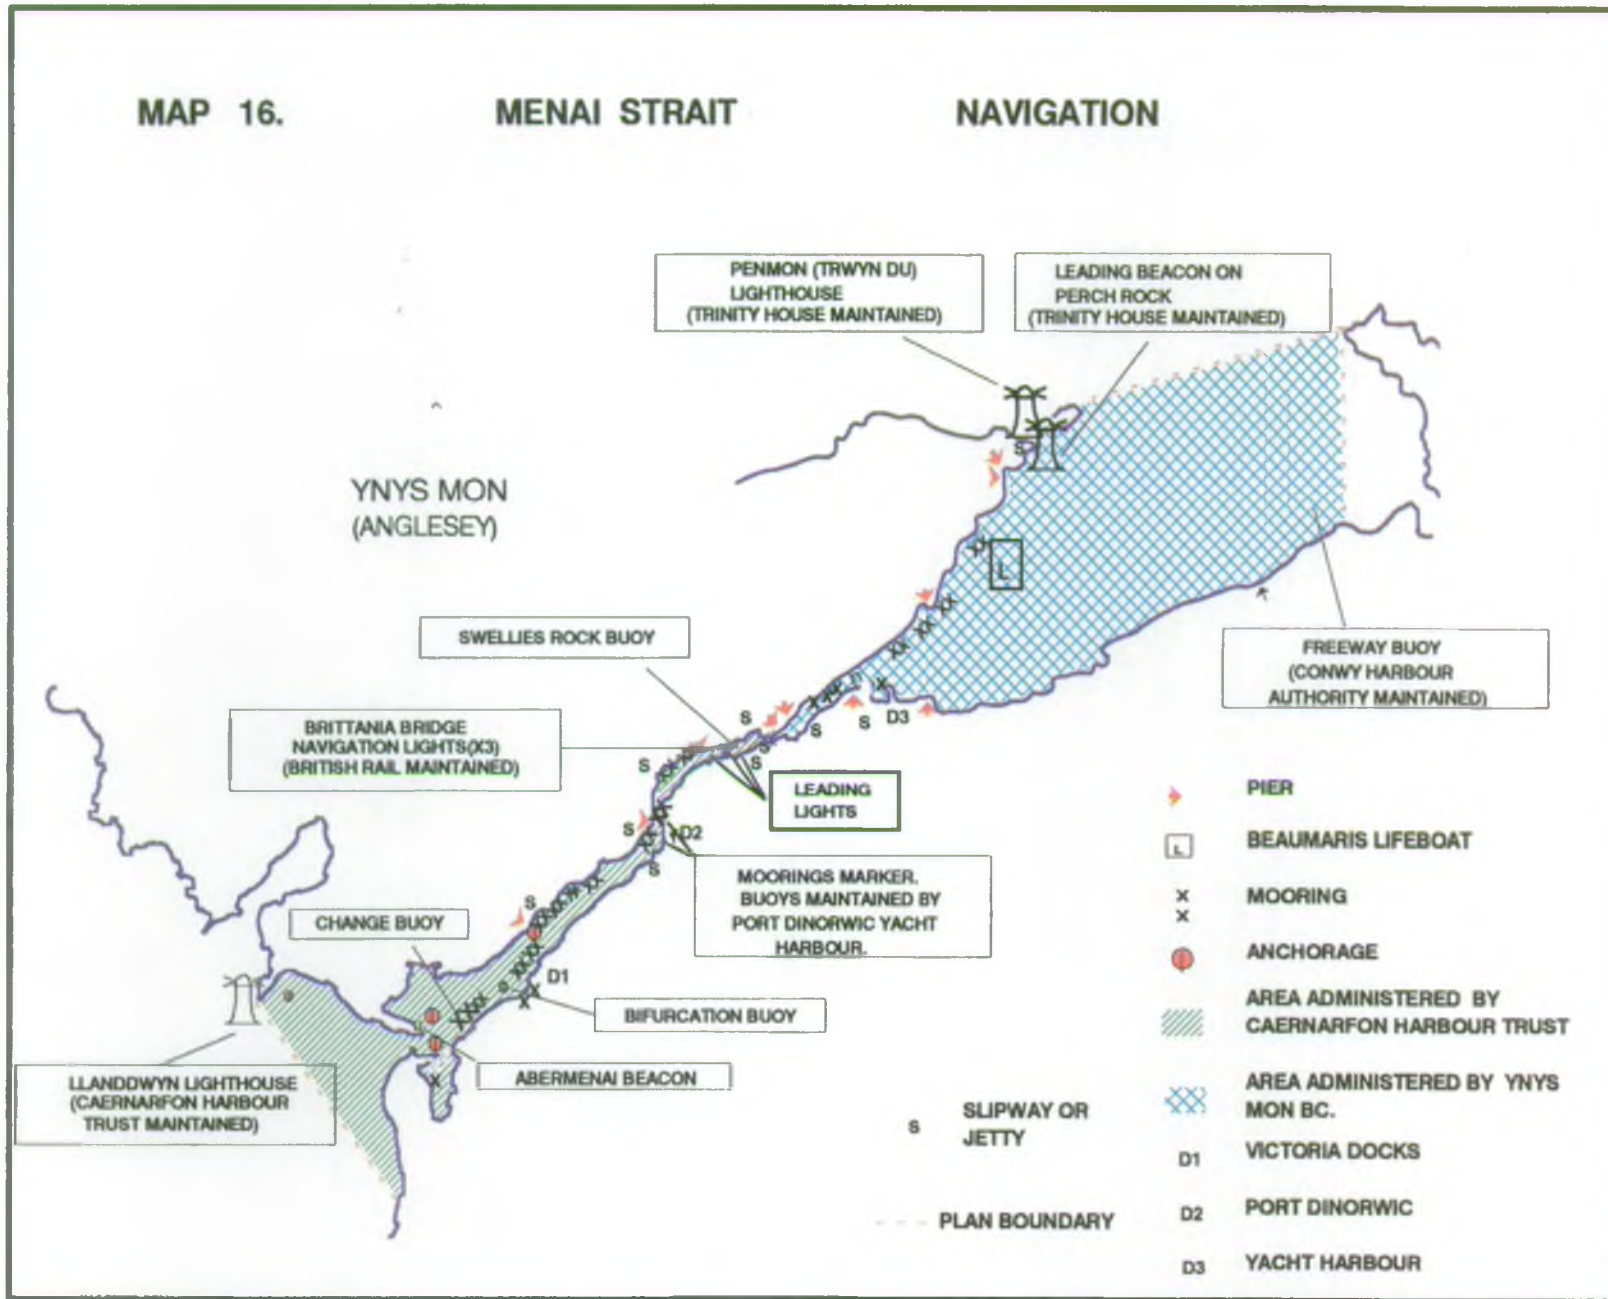 MAP 16. MENAI STRAIT NAVIGATION
PENMON (TRWYN DU)
LIGHTHOUSE
(TRINITY HOUSE MAINTAINED)
LEADING BEACON ON
PERCH ROCK
(TRINITY HOUSE MAINTAINED)
S
YNYS MON
(ANGLESEY)
L
SWELLIES ROCK BUOY
FREEWAY BUOY
(CONWY HARBOUR
AUTHORITY MAINTAINED)
BRITTANIA BRIDGE
NAVIGATION LIGHTS(X3)
(BRITISH RAIL MAINTAINED)
S
S
S
D3
S
S
S
LEADING
LIGHTS
S
D2
S
MOORINGS MARKER.
BUOYS MAINTAINED BY
PORT DINORWIC YACHT
HARBOUR.
S
CHANGE BUOY
D1
BIFURCATION BUOY
ABERMENAI BEACON
LLANDDWYN LIGHTHOUSE
(CAERNARFON HARBOUR
TRUST MAINTAINED)
PIER
L BEAUMARIS LIFEBOAT
X MOORING
X
ANCHORAGE
AREA ADMINISTERED BY
CAERNARFON HARBOUR TRUST
AREA ADMINISTERED BY YNYS
MON BC.
S SLIPWAY OR
JETTY
D1 VICTORIA DOCKS
PLAN BOUNDARY
D2 PORT DINORWIC
D3 YACHT HARBOUR